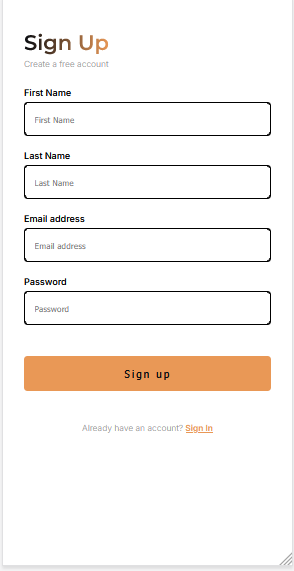 Sign Up
Create a free account
First Name
First Name
Last Name
Last Name
Email address
Email address
Password
Password
Sign up
Already have an account? Sign in